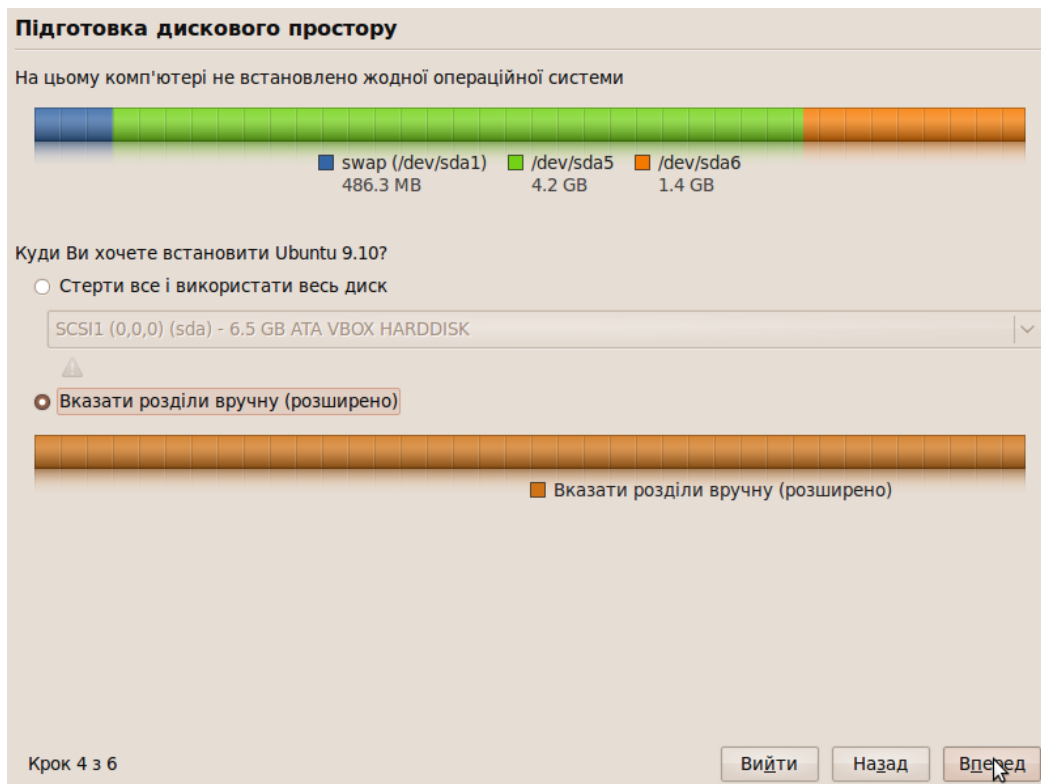 Підготовка дискового простору
На цьому комп'ютері не встановлено жодної операційної системи
swap (/dev/sda1) /dev/sda5 /dev/sda6
486.3 MB 4.2 GB 1.4 GB
Куди Ви хочете встановити Ubuntu 9.10?
Стерти все і використати весь диск
SCSI1 (0,0,0) (sda) - 6.5 GB ATA VBOX HARDDISK
Вказати розділи вручну (розширено)
Вказати розділи вручну (розширено)
Крок 4 з 6 Вийти Назад Вперед